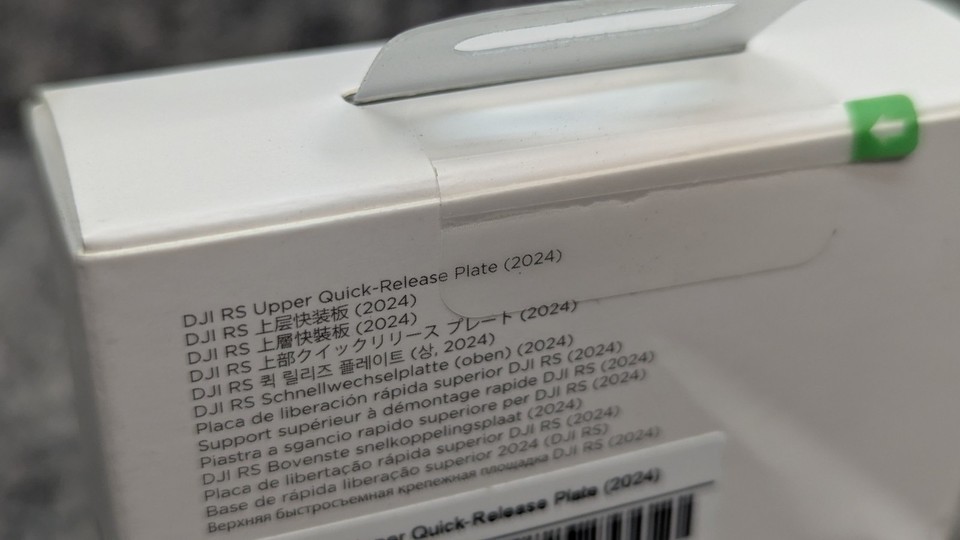 DJI RS Upper Quick-Release Plate (2024)
DJI RS 上层快装板 (2024)
DJI RS 上層快裝板 (2024)
DJI RS 上部クイックリリース プレート (2024)
DJI RS 퀵 릴리즈 플레이트 (상, 2024)
DJI RS Schnellwechselplatte (oben) (2024)
Placa de liberación rápida superior DJI RS (2024)
Support supérieur à démontage rapide DJI RS (2024)
Piastra a sgancio rapido superiore per DJI RS (2024)
DJI RS Bovenste snelkoppelingsplaat (2024)
Placa de libertação rápida superior DJI RS (2024)
Base de rápida liberação superior 2024 (DJI RS)
Верхняя быстросъемная крепежная площадка DJI RS (2024)
Quick-Release Plate (2024)